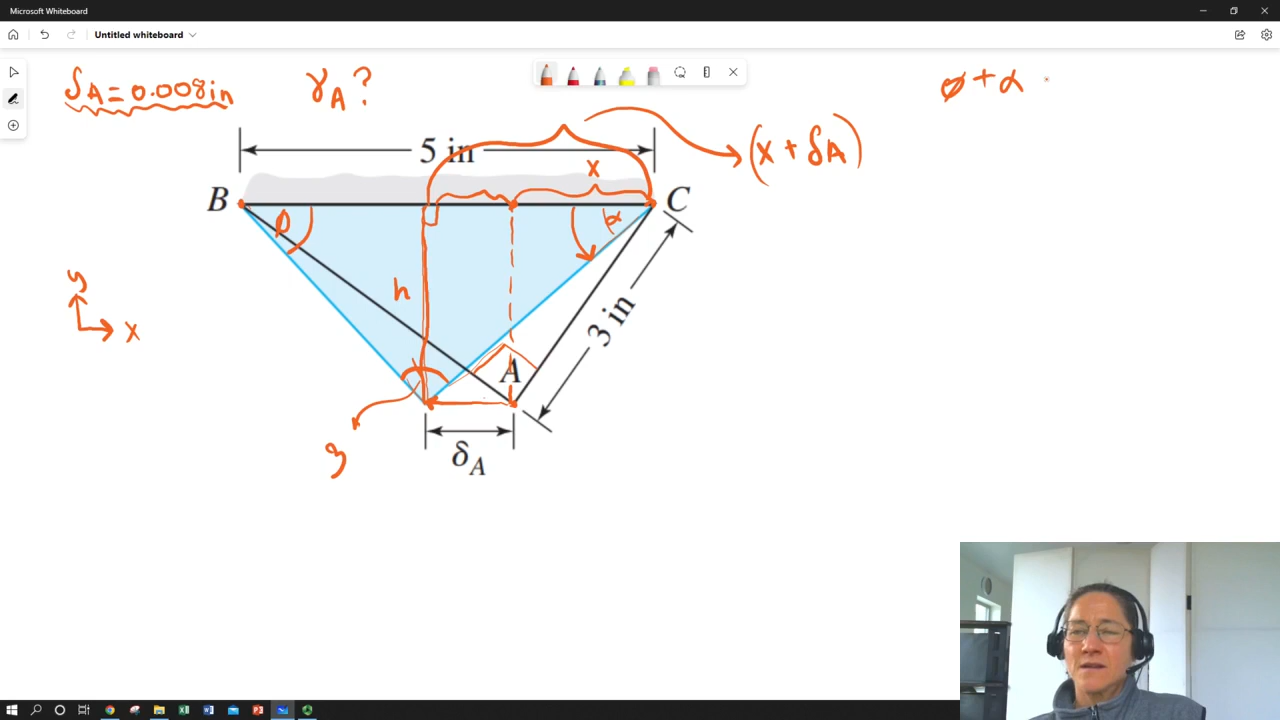 Microsoft Whiteboard
Untitled whiteboard
δA = 0.008in
γA ?
ϕ + α
5 in
(x + δA)
x
B
C
ϕ
α
h
3 in
y
x
A
δA